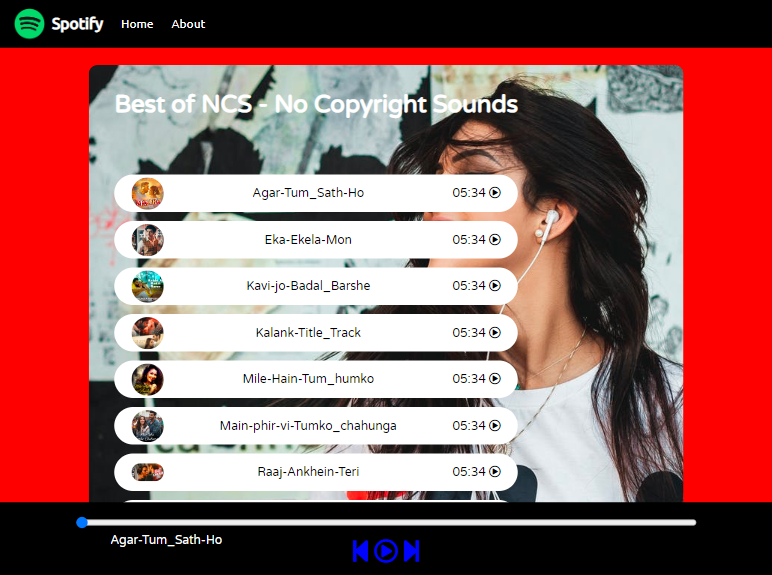 Spotify Home About
Best of NCS - No Copyright Sounds
Agar-Tum_Sath-Ho 05:34
Eka-Ekela-Mon 05:34
Kavi-jo-Badal_Barshe 05:34
Kalank-Title_Track 05:34
Mile-Hain-Tum_humko 05:34
Main-phir-vi-Tumko_chahunga 05:34
Raaj-Ankhein-Teri 05:34
Agar-Tum_Sath-Ho